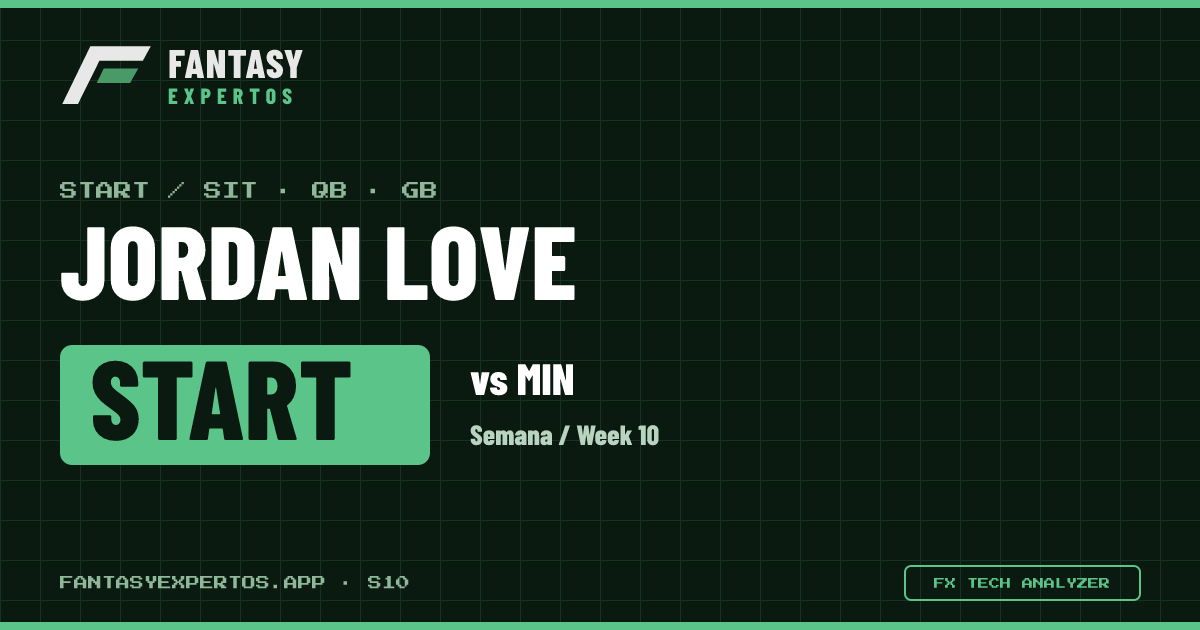 FANTASY
EXPERTOS
START / SIT · QB · GB
JORDAN LOVE
START
vs MIN
Semana / Week 10
FANTASYEXPERTOS.APP · S10
FX TECH ANALYZER